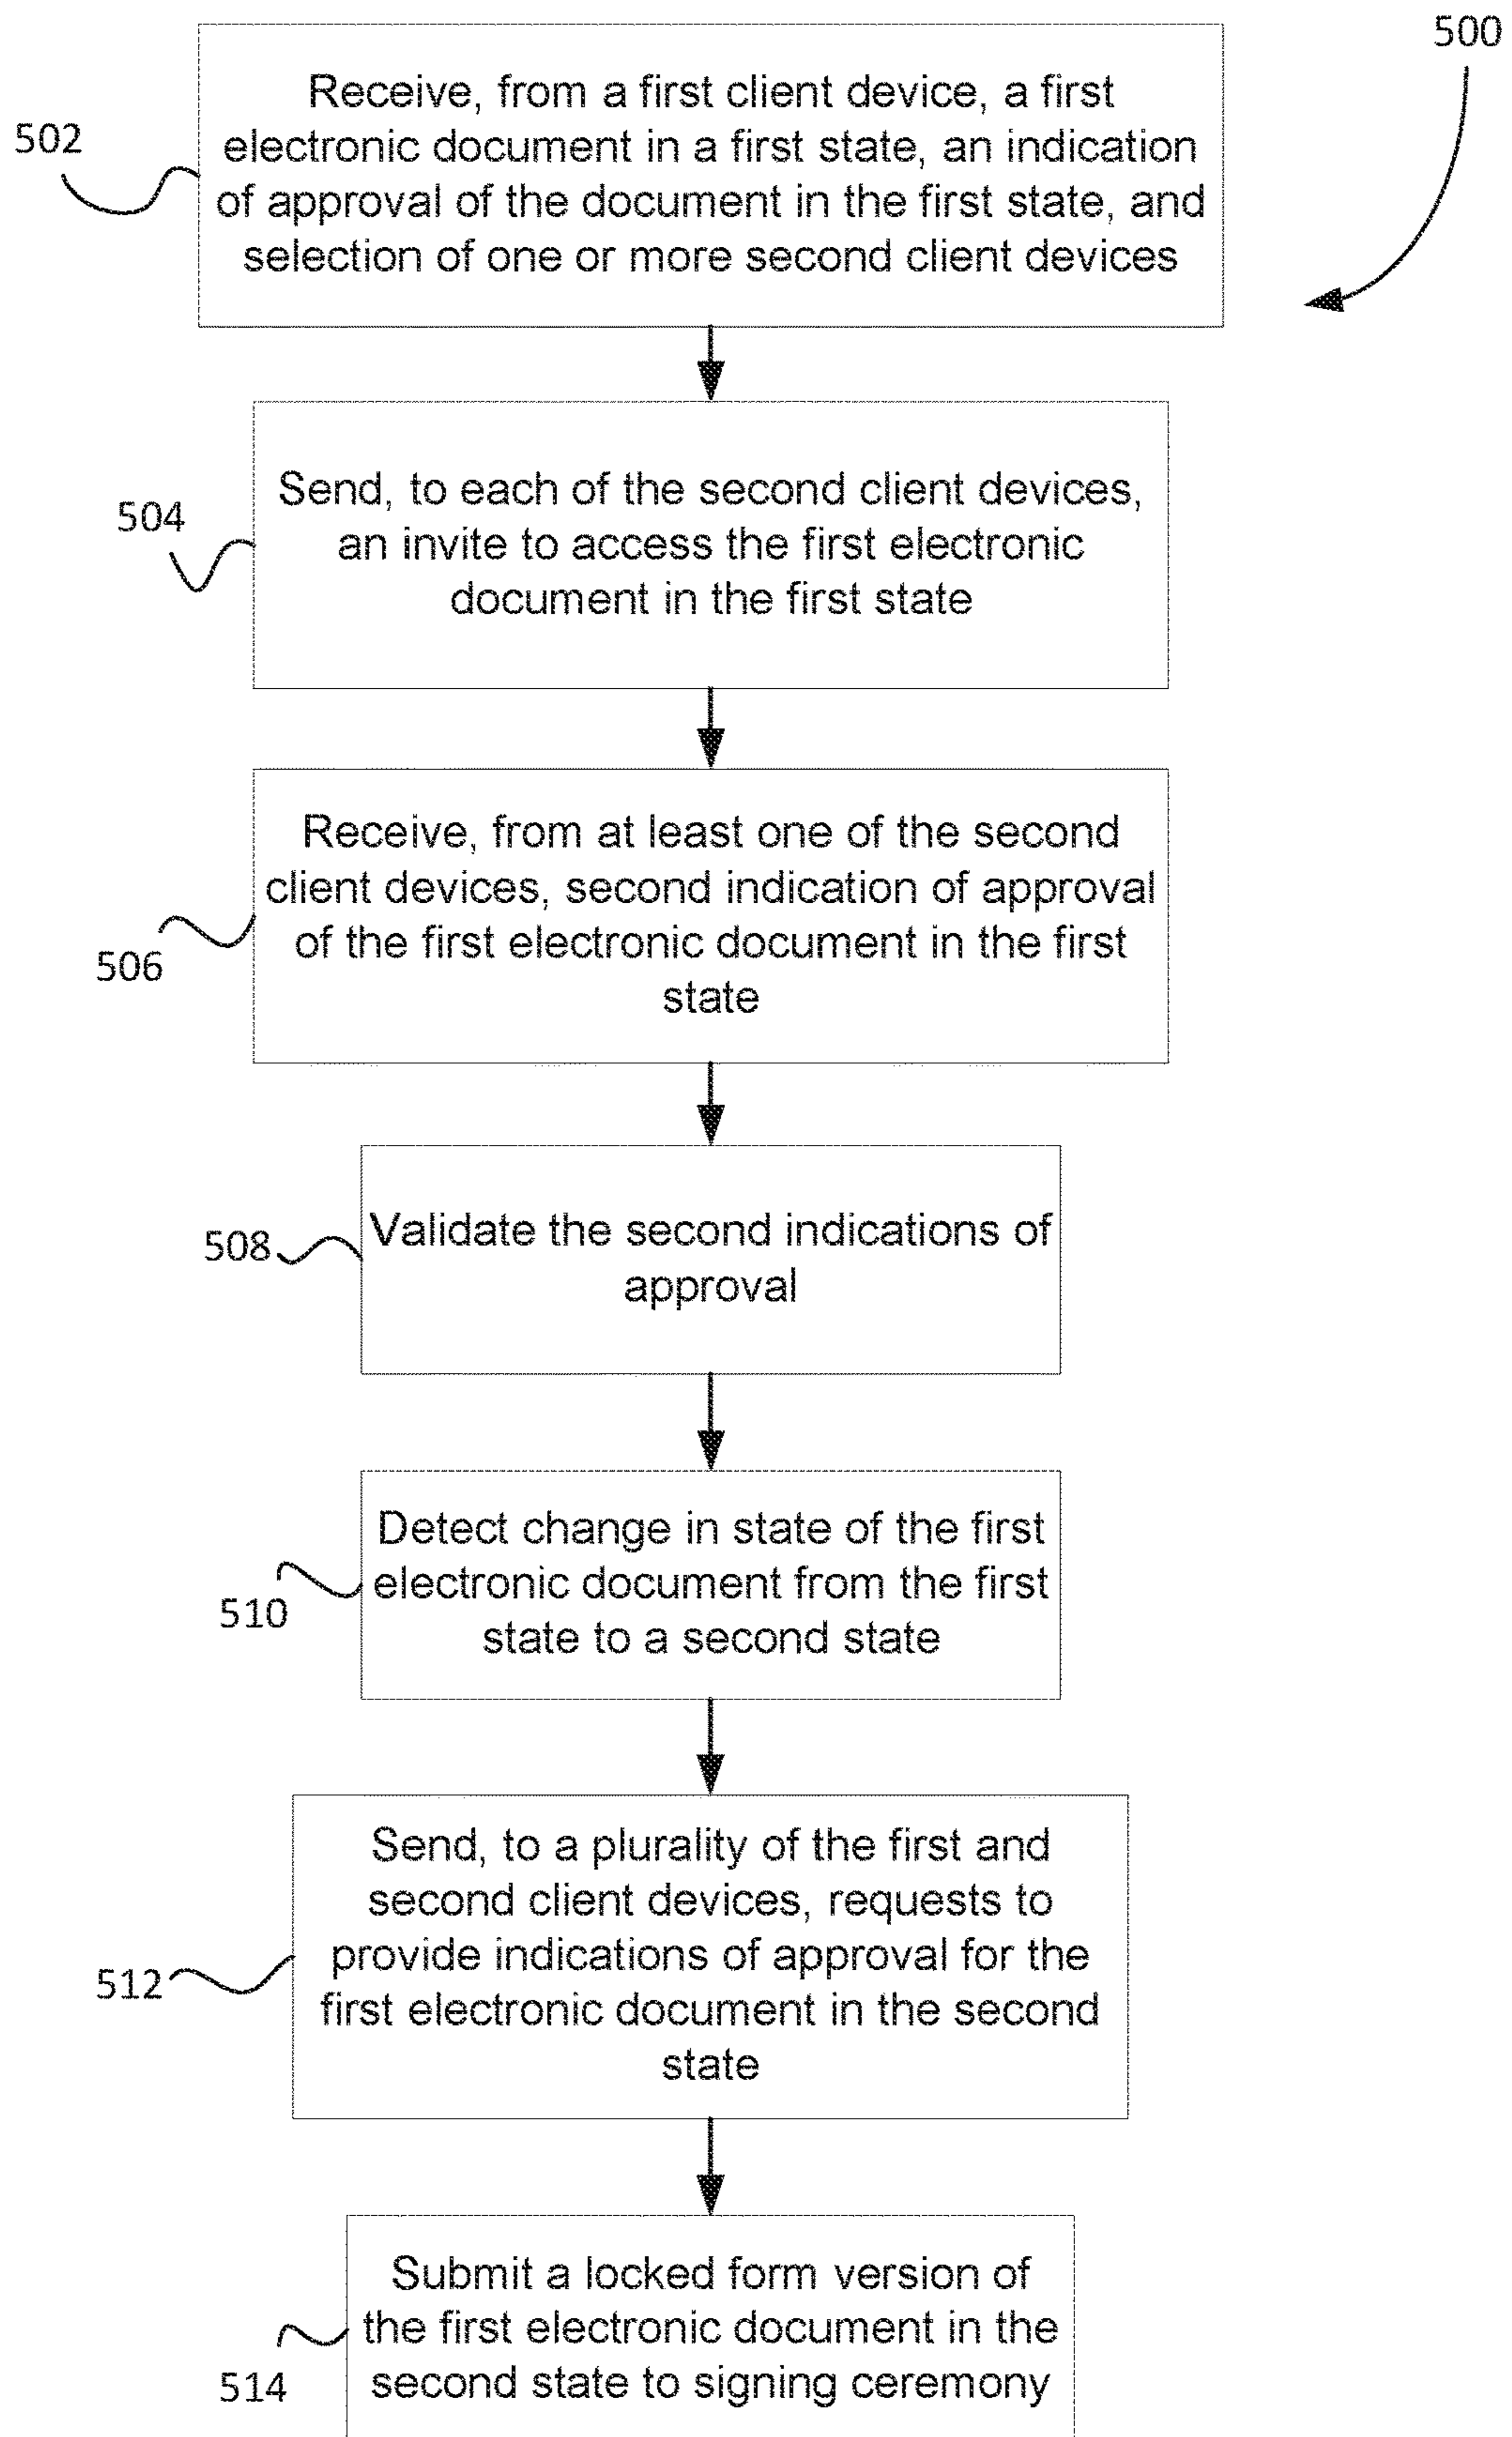 500
502
Receive, from a first client device, a first
electronic document in a first state, an indication
of approval of the document in the first state, and
selection of one or more second client devices
504
Send, to each of the second client devices,
an invite to access the first electronic
document in the first state
506
Receive, from at least one of the second
client devices, second indication of approval
of the first electronic document in the first
state
508
Validate the second indications of
approval
510
Detect change in state of the first
electronic document from the first
state to a second state
512
Send, to a plurality of the first and
second client devices, requests to
provide indications of approval for the
first electronic document in the second
state
514
Submit a locked form version of
the first electronic document in the
second state to signing ceremony